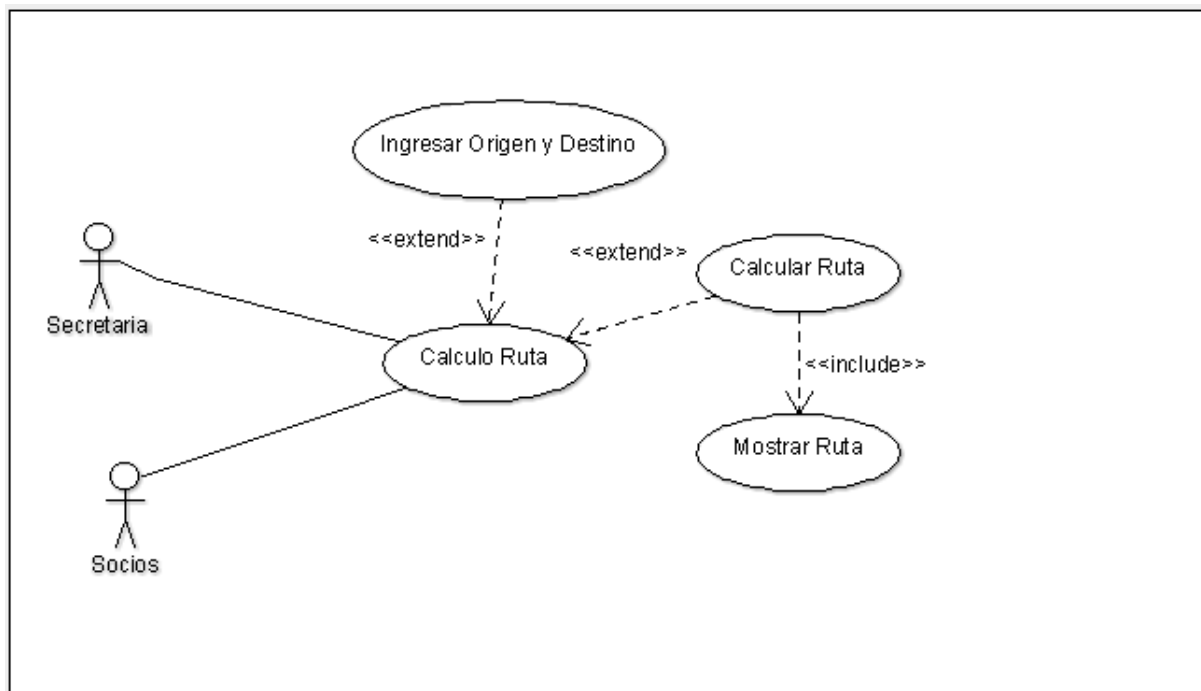 Ingresar Origen y Destino
<<extend>>
<<extend>>
Calcular Ruta
Secretaria
Calculo Ruta
<<include>>
Mostrar Ruta
Socios